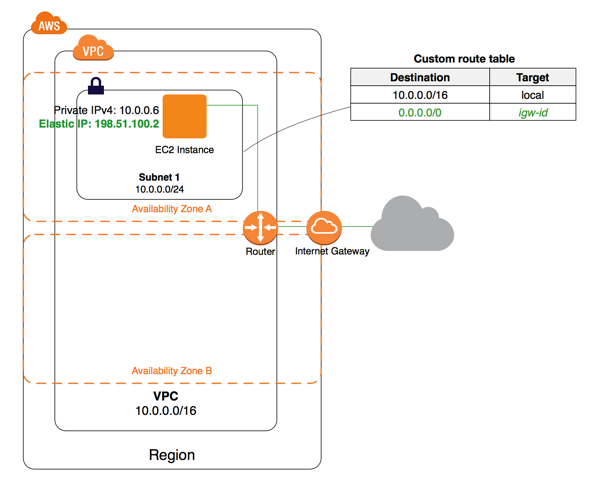 AWS
VPC
Custom route table
Destination Target
10.0.0.0/16 local
0.0.0.0/0 igw-id
Private IPv4: 10.0.0.6
Elastic IP: 198.51.100.2
EC2 Instance
Subnet 1
10.0.0.0/24
Availability Zone A
Router
Internet Gateway
Availability Zone B
VPC
10.0.0.0/16
Region